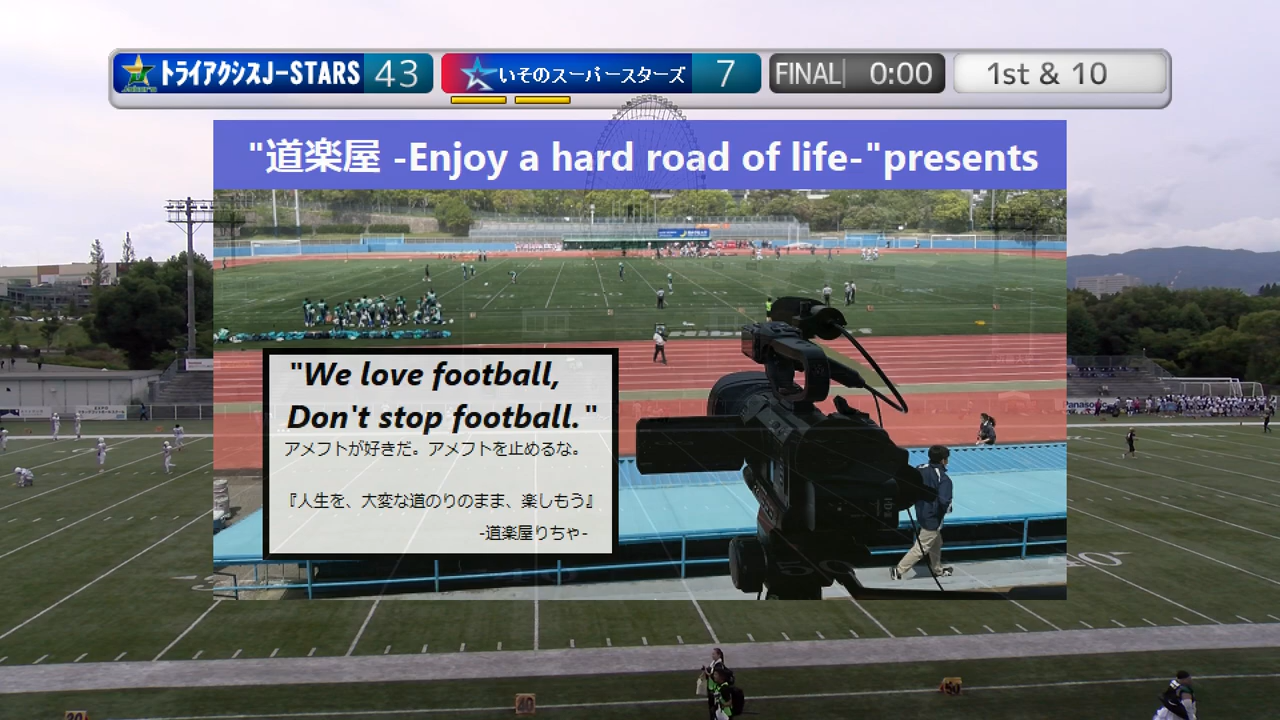 トライアクシスJ-STARS 43 いそのスーパースターズ 7 FINAL 0:00 1st & 10
"道楽屋 -Enjoy a hard road of life-"presents
"We love football,
Don't stop football."
アメフトが好きだ。アメフトを止めるな。
『人生を、大変な道のりのまま、楽しもう』
-道楽屋りちゃ-
Panasonic
50
40
50